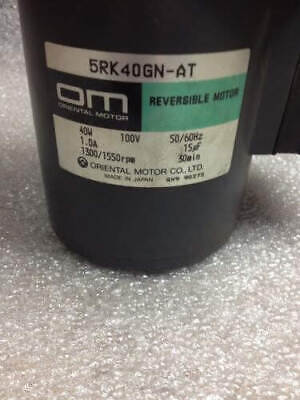 5RK40GN-AT
OM
ORIENTAL MOTOR
REVERSIBLE MOTOR
40W 100V 50/60Hz
1.0A 15µF
1300/1550rpm 30min
ORIENTAL MOTOR CO., LTD.
MADE IN JAPAN